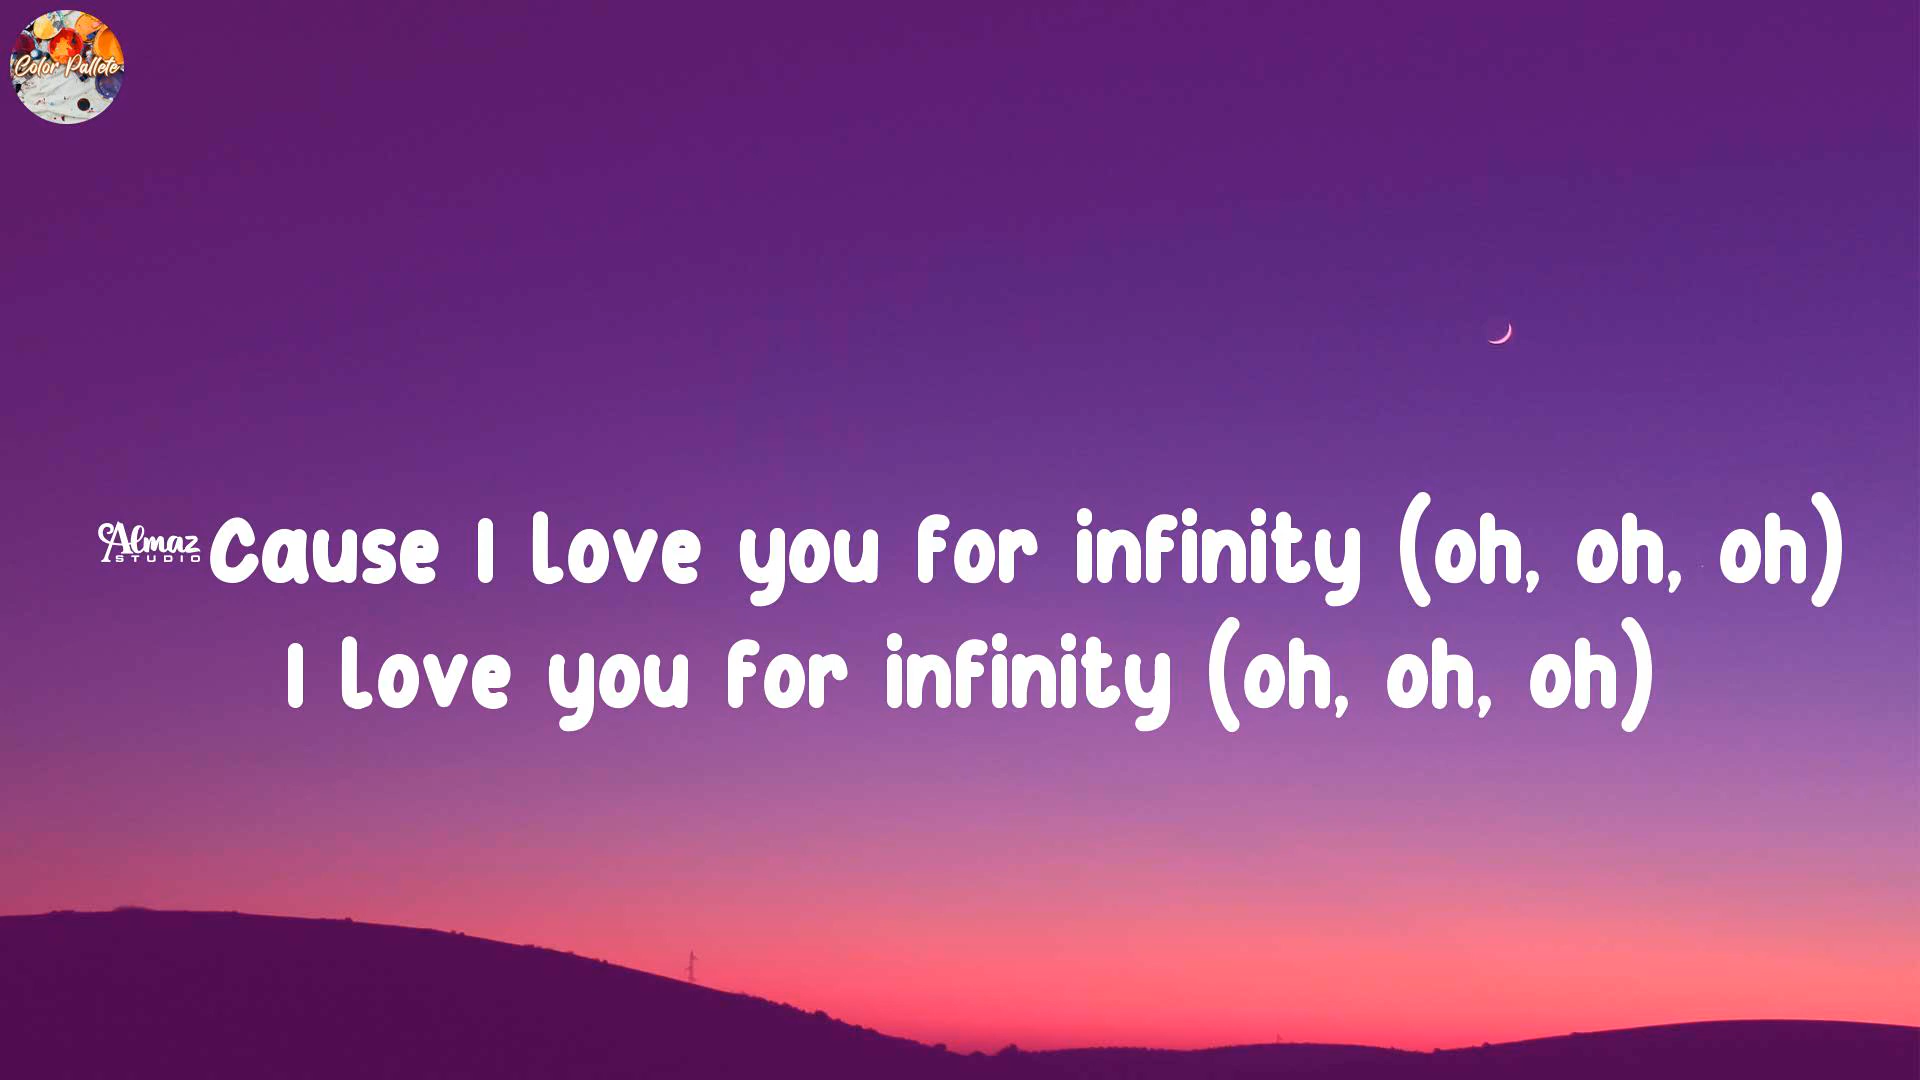 Color Pallete
Almaz STUDIO Cause I love you for infinity (oh, oh, oh)
I love you for infinity (oh, oh, oh)